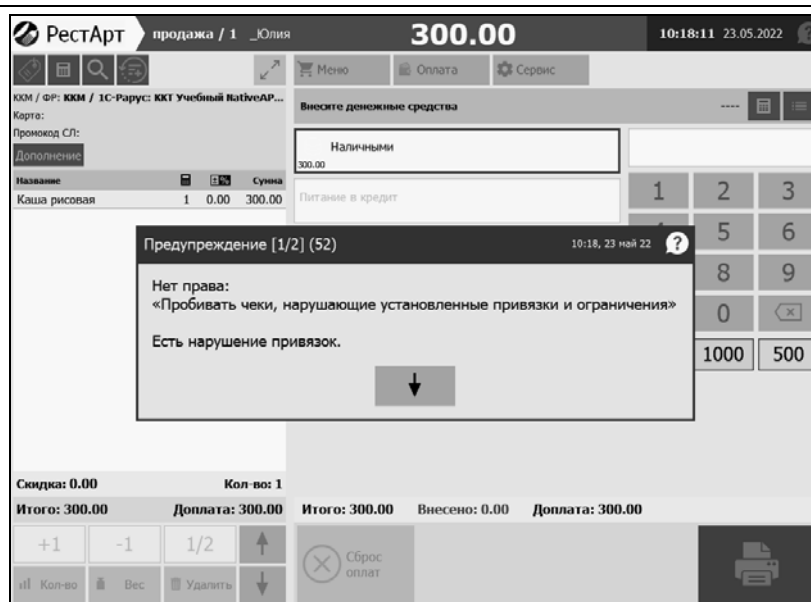 РестАрт
продажа / 1 _Юлия
300.00
10:18:11 23.05.2022
Меню
Оплата
Сервис
ККМ / ФР: ККМ / 1С-Рарус: ККТ Учебный NativeAP...
Карта:
Промокод СЛ:
Дополнение
Внесите денежные средства
----
Наличными
300.00
Питание в кредит
Название Сумма
Каша рисовая 1 0.00 300.00
1 2 3
5 6
8 9
0
1000 500
Предупреждение [1/2] (52)
10:18, 23 май 22
?
Нет права:
«Пробивать чеки, нарушающие установленные привязки и ограничения»
Есть нарушение привязок.
Скидка: 0.00 Кол-во: 1
Итого: 300.00 Доплата: 300.00
Итого: 300.00 Внесено: 0.00 Доплата: 300.00
+1 -1 1/2
Кол-во Вес Удалить
Сброс
оплат